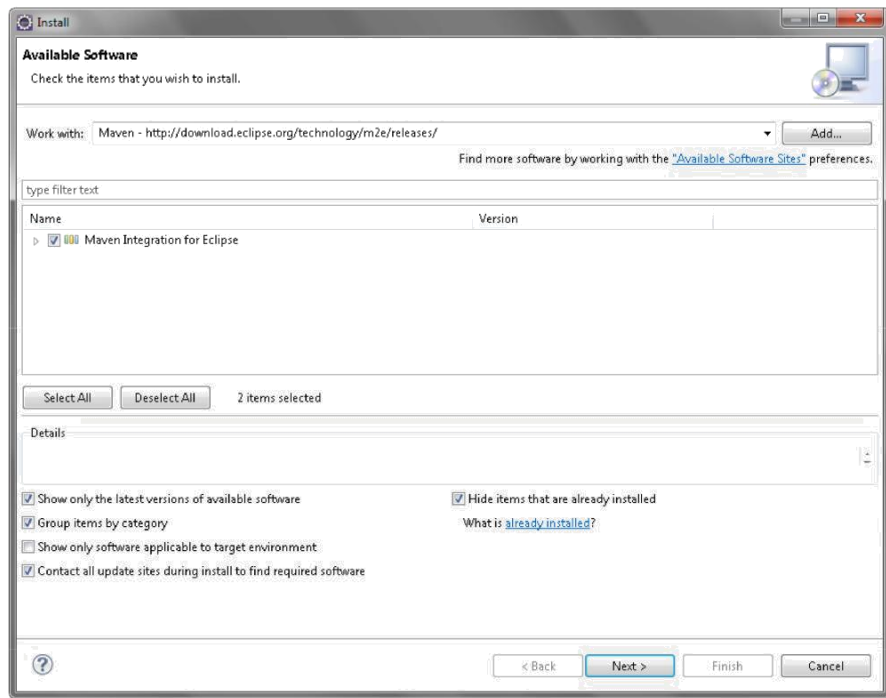 Install
Available Software
Check the items that you wish to install.
Work with: Maven - http://download.eclipse.org/technology/m2e/releases/ Add...
Find more software by working with the "Available Software Sites" preferences.
type filter text
Name Version
Maven Integration for Eclipse
Select All Deselect All 2 items selected
Details
Show only the latest versions of available software Hide items that are already installed
Group items by category What is already installed?
Show only software applicable to target environment
Contact all update sites during install to find required software
? < Back Next > Finish Cancel